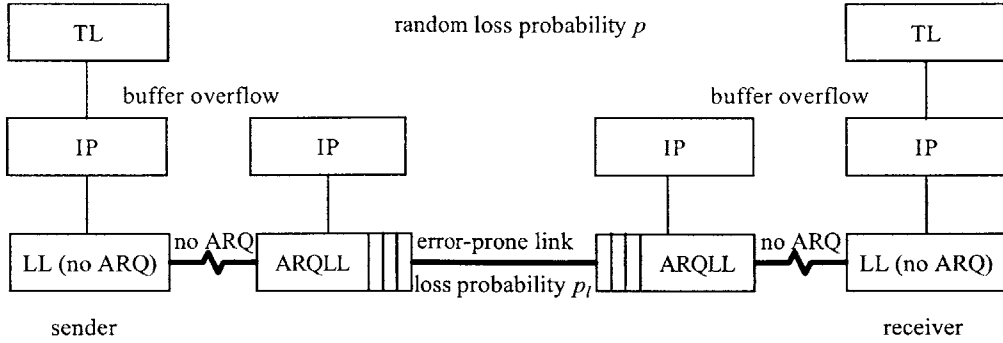 TL
random loss probability p
TL
buffer overflow
buffer overflow
IP
IP
IP
IP
no ARQ
error-prone link
no ARQ
LL (no ARQ)
ARQLL
ARQLL
LL (no ARQ)
loss probability pₗ
sender
receiver